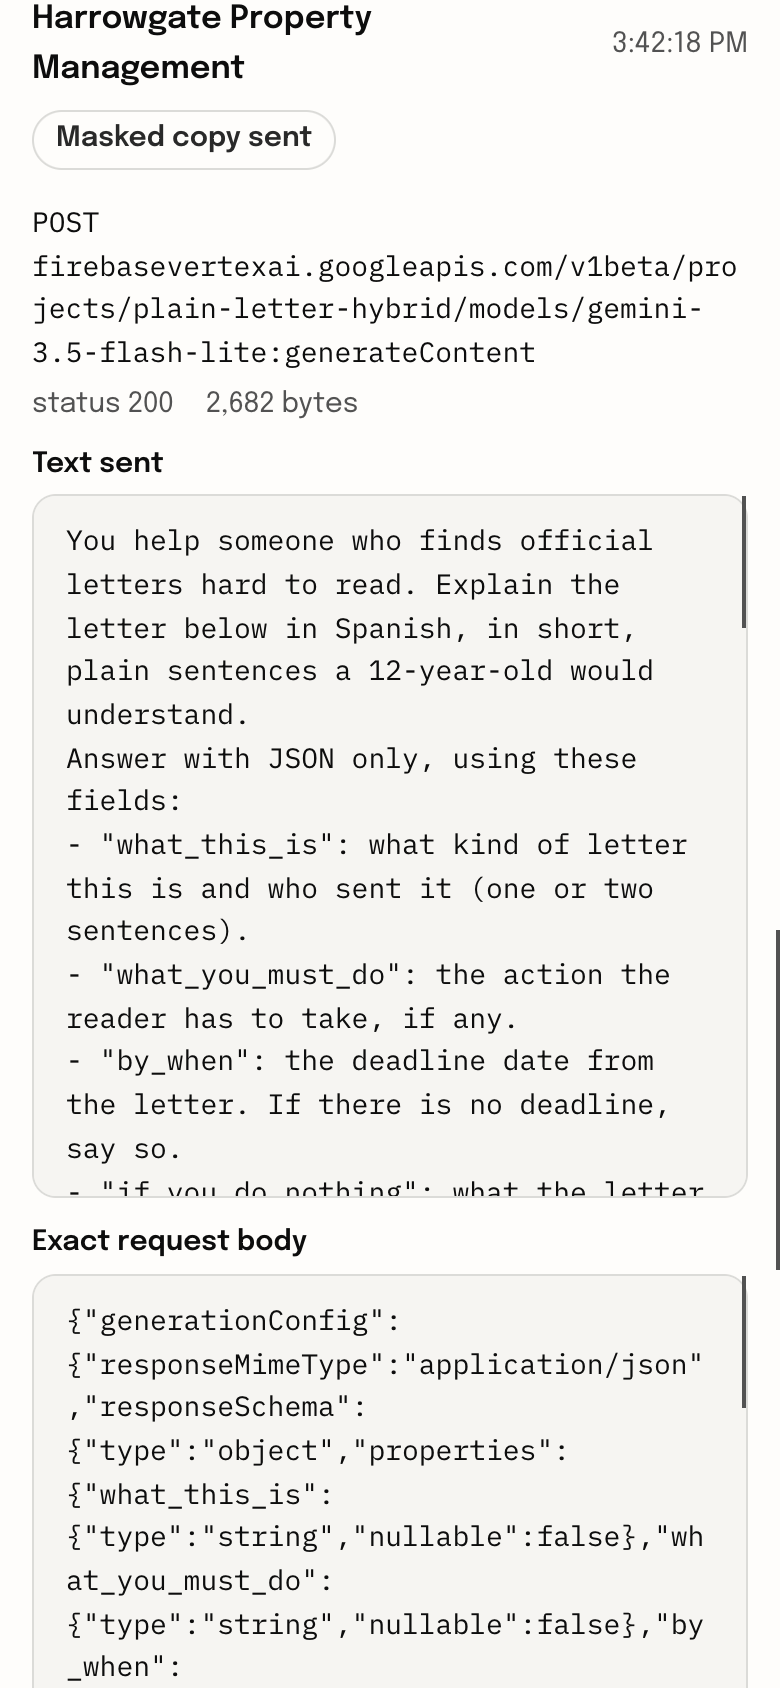 Harrowgate Property
Management
3:42:18 PM
Masked copy sent
POST
firebasevertexai.googleapis.com/v1beta/pro
jects/plain-letter-hybrid/models/gemini-
3.5-flash-lite:generateContent
status 200 2,682 bytes
Text sent
You help someone who finds official
letters hard to read. Explain the
letter below in Spanish, in short,
plain sentences a 12-year-old would
understand.
Answer with JSON only, using these
fields:
- "what_this_is": what kind of letter
this is and who sent it (one or two
sentences).
- "what_you_must_do": the action the
reader has to take, if any.
- "by_when": the deadline date from
the letter. If there is no deadline,
say so.
- "if_you_do_nothing": what the letter
Exact request body
{"generationConfig":
{"responseMimeType":"application/json"
,"responseSchema":
{"type":"object","properties":
{"what_this_is":
{"type":"string","nullable":false},"wh
at_you_must_do":
{"type":"string","nullable":false},"by
_when":